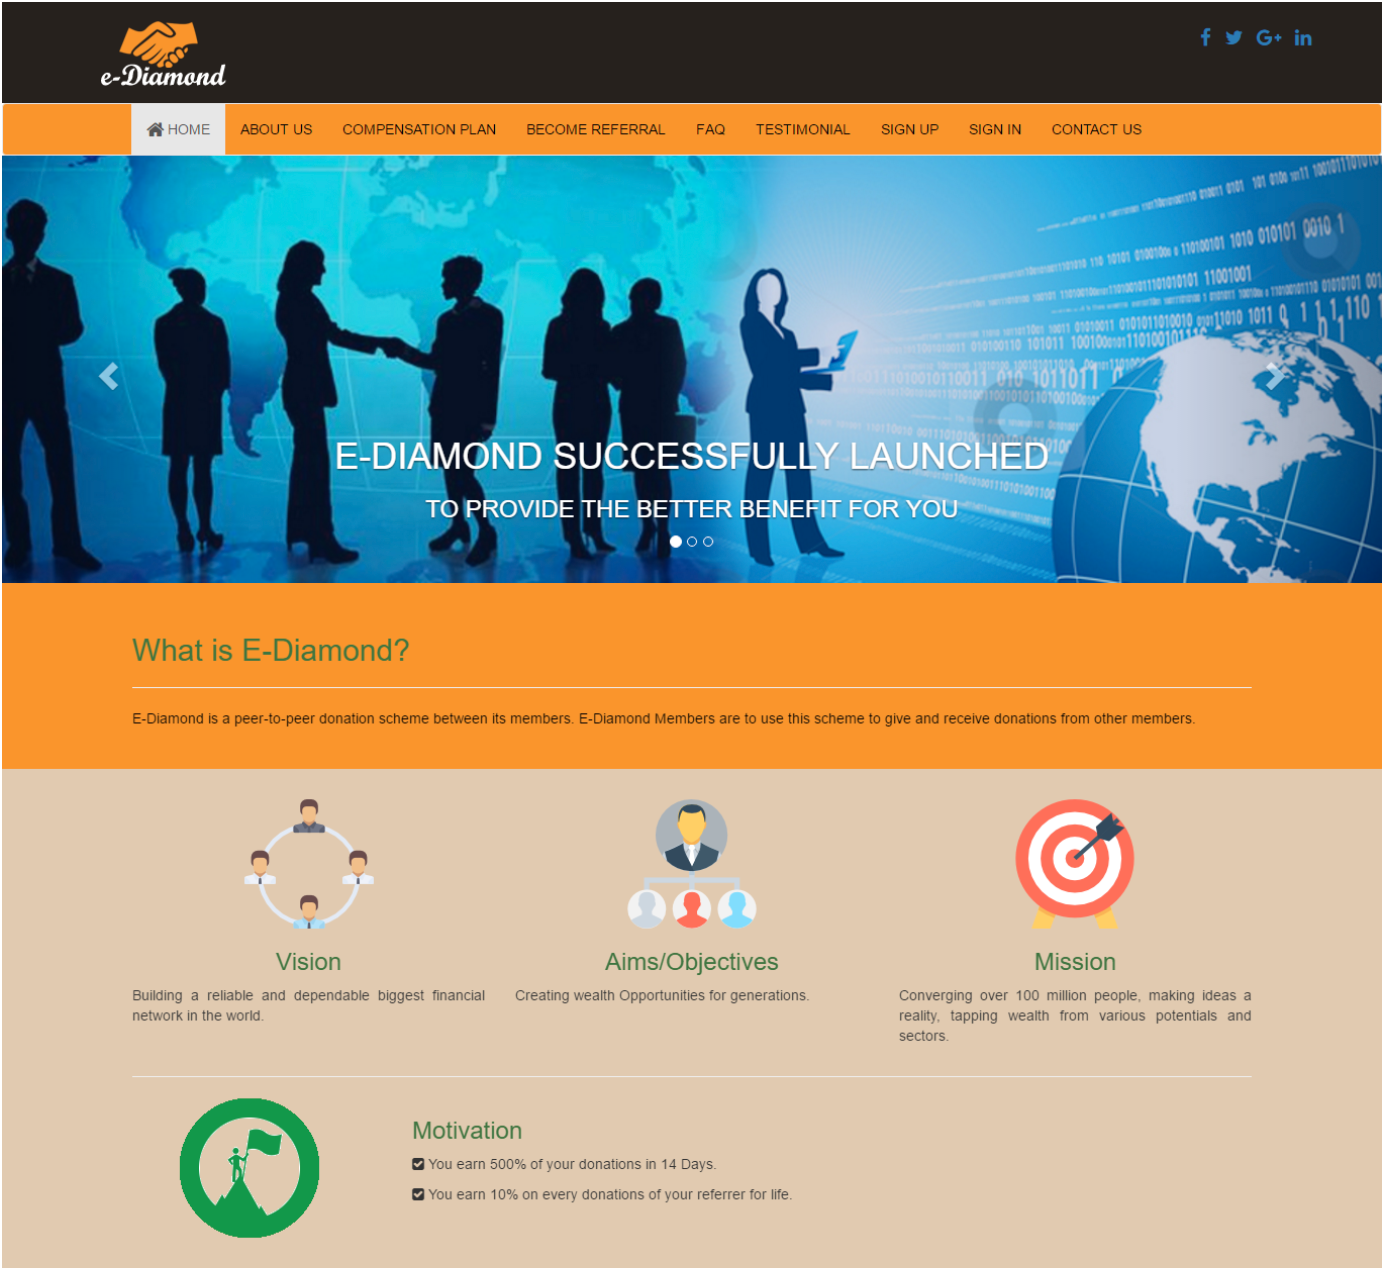 e-Diamond
HOME ABOUT US COMPENSATION PLAN BECOME REFERRAL FAQ TESTIMONIAL SIGN UP SIGN IN CONTACT US
E-DIAMOND SUCCESSFULLY LAUNCHED
TO PROVIDE THE BETTER BENEFIT FOR YOU
What is E-Diamond?
E-Diamond is a peer-to-peer donation scheme between its members. E-Diamond Members are to use this scheme to give and receive donations from other members.
Vision
Building a reliable and dependable biggest financial
network in the world.
Aims/Objectives
Creating wealth Opportunities for generations.
Mission
Converging over 100 million people, making ideas a
reality, tapping wealth from various potentials and
sectors.
Motivation
You earn 500% of your donations in 14 Days.
You earn 10% on every donations of your referrer for life.